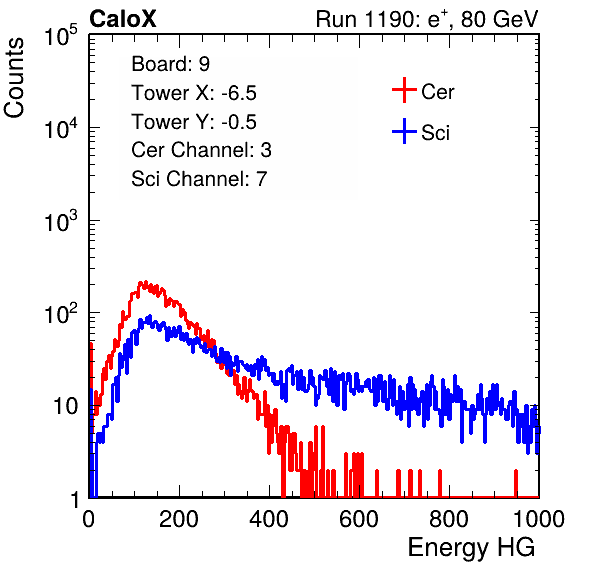 CaloX Run 1190: e⁺, 80 GeV
Counts
10⁵
10⁴
10³
10²
10
1
Board: 9
Tower X: -6.5
Tower Y: -0.5
Cer Channel: 3
Sci Channel: 7
Cer
Sci
0 200 400 600 800 1000
Energy HG